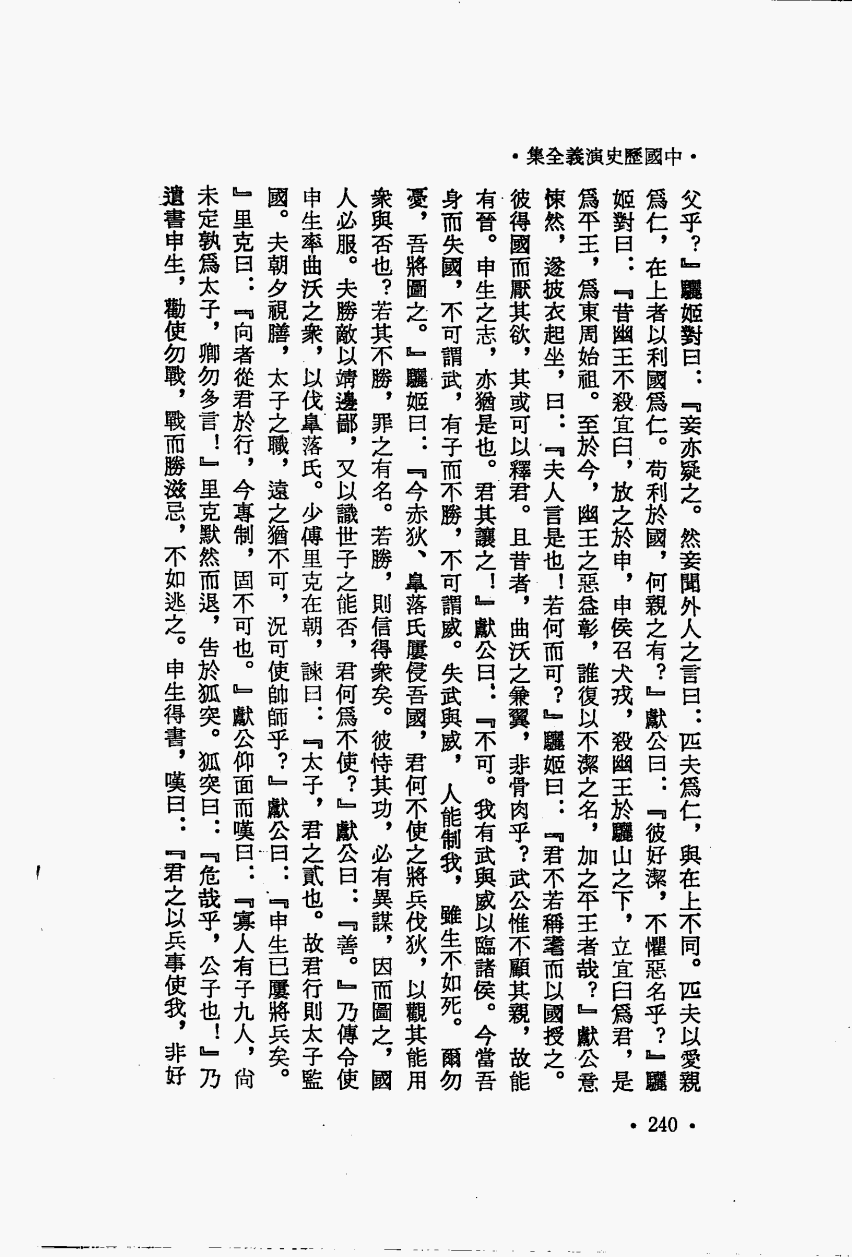 •中國歷史演義全集•
父乎？』驪姬對曰：『妾亦疑之。然妾聞外人之言曰：匹夫爲仁，與在上不同。匹夫以愛親
爲仁，在上者以利國爲仁。苟利於國，何親之有？』獻公曰：『彼好潔，不懼惡名乎？』驪
姬對曰：『昔幽王不殺宜臼，放之於申，申侯召犬戎，殺幽王於驪山之下，立宜臼爲君，是
爲平王，爲東周始祖。至於今，幽王之惡益彰，誰復以不潔之名，加之平王者哉？』獻公意
悚然，遂披衣起坐，曰：『夫人言是也！若何而可？』驪姬曰：『君不若稱耄而以國授之。
彼得國而厭其欲，其或可以釋君。且昔者，曲沃之兼翼，非骨肉乎？武公惟不顧其親，故能
有晉。申生之志，亦猶是也。君其讓之！』獻公曰：『不可。我有武與威以臨諸侯。今當吾
身而失國，不可謂武，有子而不勝，不可謂威。失武與威，人能制我，雖生不如死。爾勿
憂，吾將圖之。』驪姬曰：『今赤狄、皐落氏屢侵吾國，君何不使之將兵伐狄，以觀其能用
衆與否也？若其不勝，罪之有名。若勝，則信得衆矣。彼恃其功，必有異謀，因而圖之，國
人必服。夫勝敵以靖邊鄙，又以識世子之能否，君何爲不使？』獻公曰：『善。』乃傳令使
申生率曲沃之衆，以伐皐落氏。少傅里克在朝，諫曰：『太子，君之貳也。故君行則太子監
國。夫朝夕視膳，太子之職，遠之猶不可，況可使帥師乎？』獻公曰：『申生已屢將兵矣。
』里克曰：『向者從君於行，今專制，固不可也。』獻公仰面而嘆曰：『寡人有子九人，尙
未定孰爲太子，卿勿多言！』里克默然而退，吿於狐突。狐突曰：『危哉乎，公子也！』乃
遺書申生，勸使勿戰，戰而勝滋忌，不如逃之。申生得書，嘆曰：『君之以兵事使我，非好
•240•